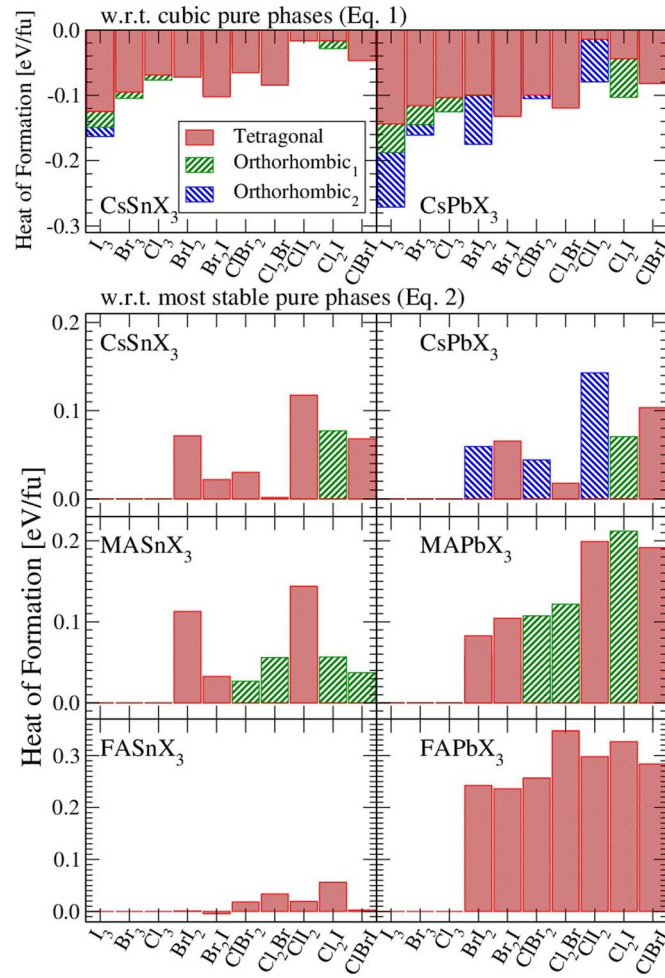 w.r.t. cubic pure phases (Eq. 1)
Heat of Formation [eV/fu]
0.0
-0.1
-0.2
-0.3
Tetragonal
Orthorhombic₁
Orthorhombic₂
CsSnX₃
CsPbX₃
I₃ Br₃ Cl₃ BrI₂ Br₂I ClBr₂ Cl₂Br ClI₂ Cl₂I ClBrI
I₃ Br₃ Cl₃ BrI₂ Br₂I ClBr₂ Cl₂Br ClI₂ Cl₂I ClBrI
w.r.t. most stable pure phases (Eq. 2)
Heat of Formation [eV/fu]
0.2
0.1
0.0
CsSnX₃
CsPbX₃
0.2
0.1
0.0
MASnX₃
MAPbX₃
0.3
0.2
0.1
0.0
FASnX₃
FAPbX₃
I₃ Br₃ Cl₃ BrI₂ Br₂I ClBr₂ Cl₂Br ClI₂ Cl₂I ClBrI
I₃ Br₃ Cl₃ BrI₂ Br₂I ClBr₂ Cl₂Br ClI₂ Cl₂I ClBrI